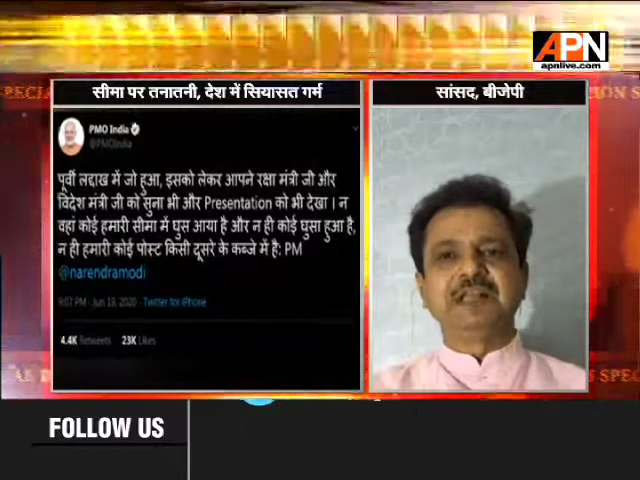 APN
apnlive.com
सीमा पर तनातनी, देश में सियासत गर्म
सांसद, बीजेपी
PMO India
@PMOIndia
पूर्वी लद्दाख में जो हुआ, इसको लेकर आपने रक्षा मंत्री जी और
विदेश मंत्री जी को सुना भी और Presentation को भी देखा । न
वहां कोई हमारी सीमा में घुस आया है और न ही कोई घुसा हुआ है,
न ही हमारी कोई पोस्ट किसी दूसरे के कब्जे में है: PM
@narendramodi
PM · Jun 19, 2020 · Twitter for iPhone
4.4K Retweets 23K Likes
FOLLOW US